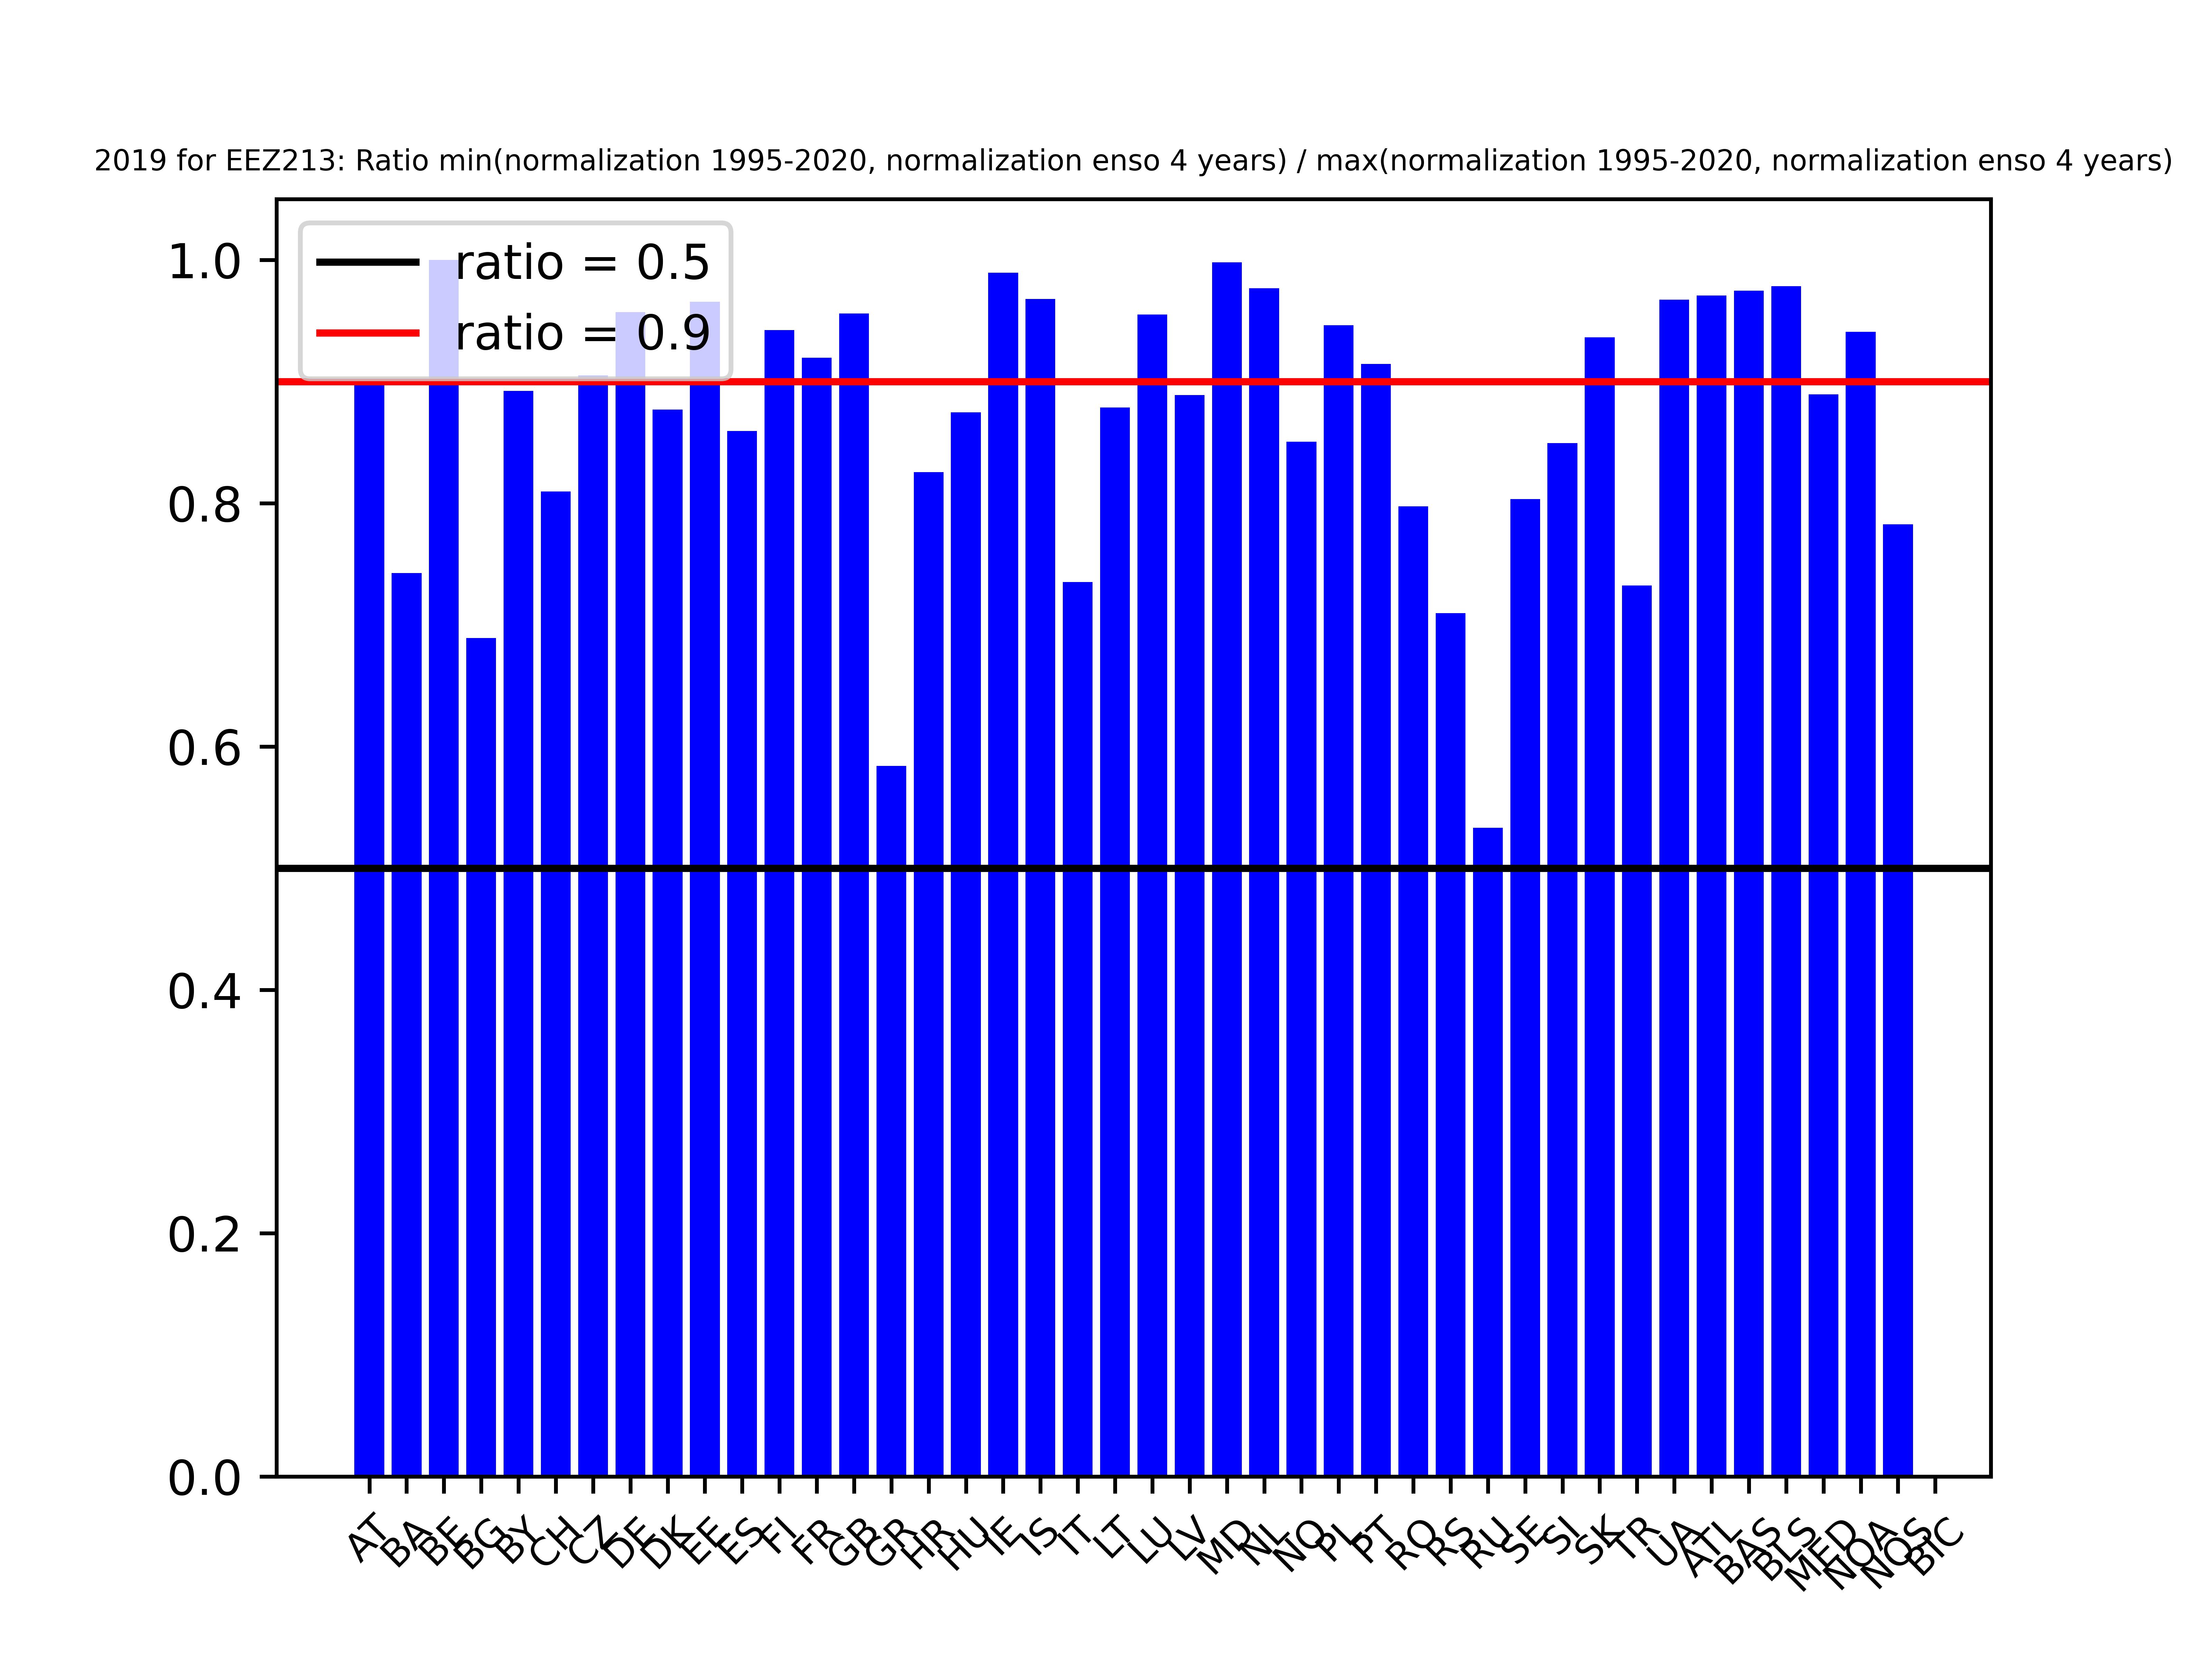 2019 for EEZ213: Ratio min(normalization 1995-2020, normalization enso 4 years) / max(normalization 1995-2020, normalization enso 4 years)
ratio = 0.5
ratio = 0.9
1.0
0.8
0.6
0.4
0.2
0.0
AT
BA
BE
BG
BY
CH
CZ
DE
DK
EE
ES
FI
FR
GB
GR
HR
HU
IE
IS
IT
LT
LU
LV
MD
NL
NO
PL
PT
RO
RS
RU
SE
SI
SK
TR
UA
ATL
BAS
BLS
MED
NOA
NOS
BIC